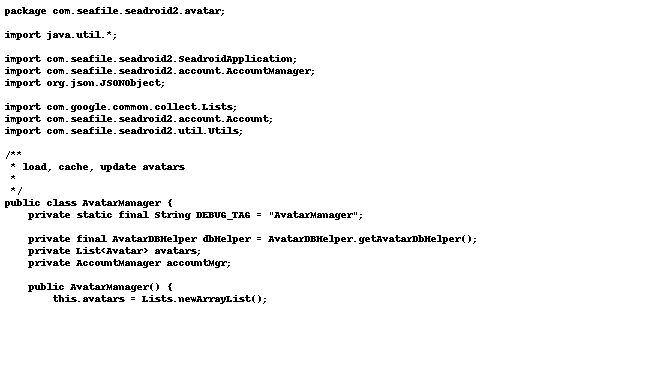 package com.seafile.seadroid2.avatar;

import java.util.*;

import com.seafile.seadroid2.SeadroidApplication;
import com.seafile.seadroid2.account.AccountManager;
import org.json.JSONObject;

import com.google.common.collect.Lists;
import com.seafile.seadroid2.account.Account;
import com.seafile.seadroid2.util.Utils;

/**
 * load, cache, update avatars
 *
 */
public class AvatarManager {
    private static final String DEBUG_TAG = "AvatarManager";

    private final AvatarDBHelper dbHelper = AvatarDBHelper.getAvatarDbHelper();
    private List<Avatar> avatars;
    private AccountManager accountMgr;

    public AvatarManager() {
        this.avatars = Lists.newArrayList();